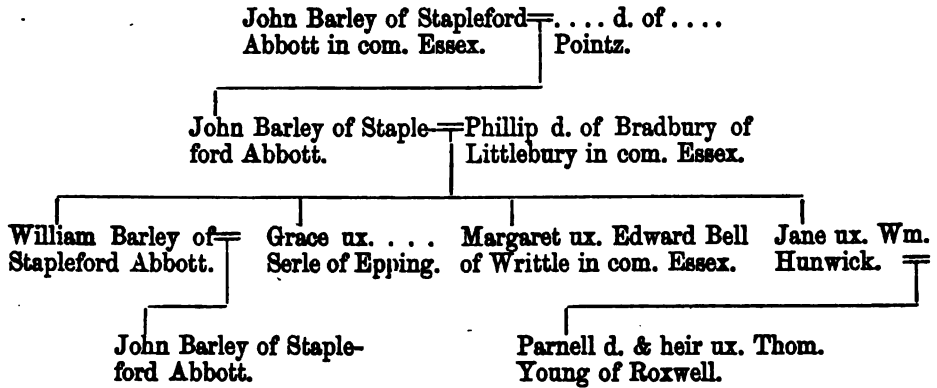 John Barley of Stapleford=.... d. of ....
Abbott in com. Essex. Pointz.
John Barley of Staple-=Phillip d. of Bradbury of
ford Abbott. Littlebury in com. Essex.
William Barley of= Grace ux. .... Margaret ux. Edward Bell Jane ux. Wm.
Stapleford Abbott. Serle of Epping. of Writtle in com. Essex. Hunwick. =
John Barley of Staple- Parnell d. & heir ux. Thom.
ford Abbott. Young of Roxwell.